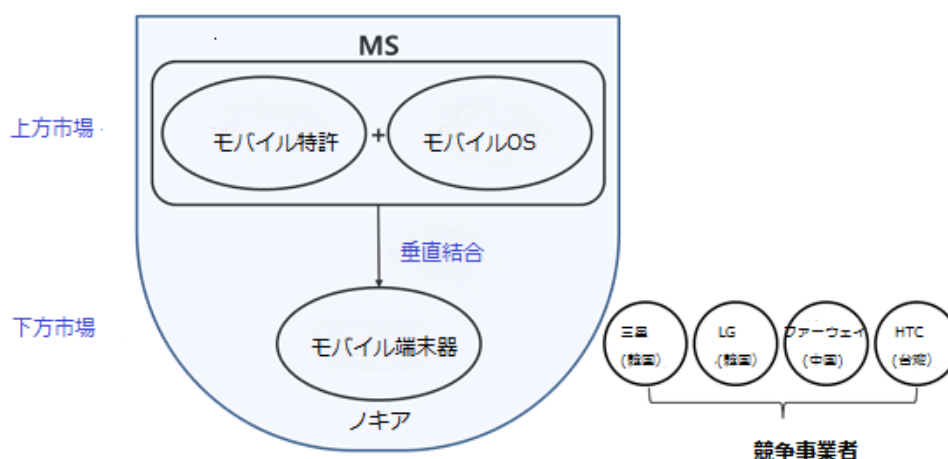 MS
上方市場
モバイル特許
+
モバイルOS
垂直結合
下方市場
モバイル端末器
ノキア
三星
(韓国)
LG
(韓国)
ファーウェイ
(中国)
HTC
(台湾)
競争事業者